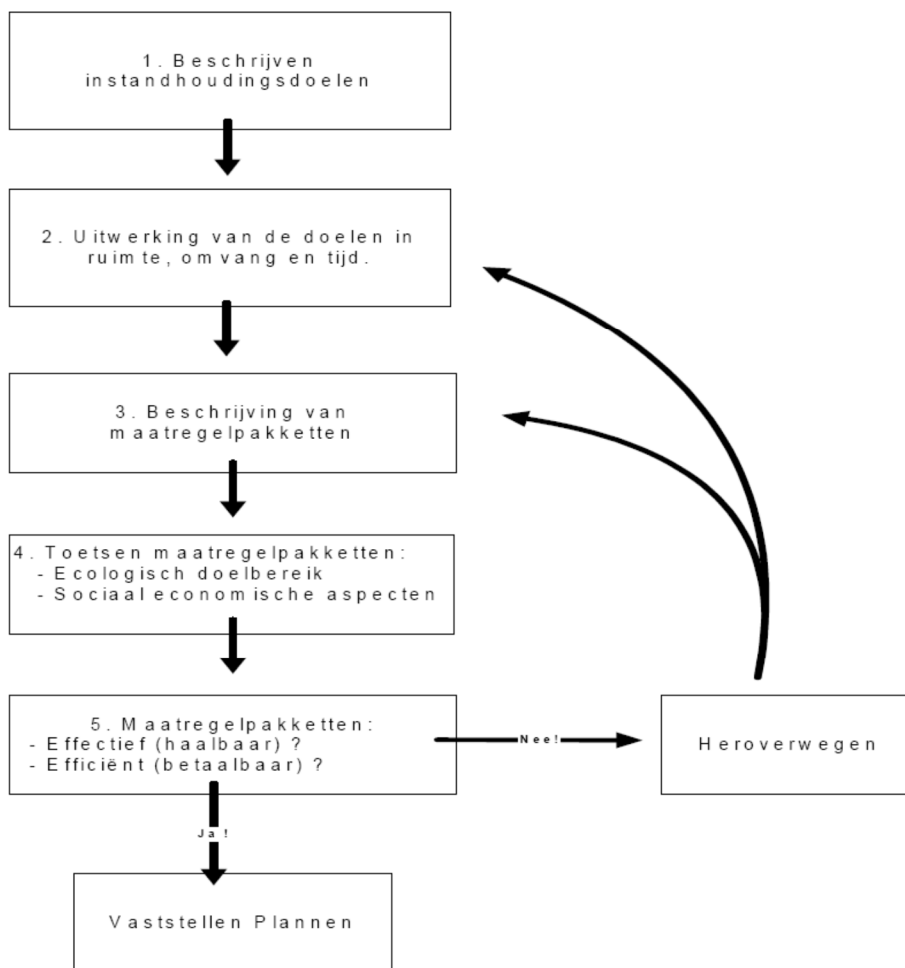 1. Beschrijven
instandhoudingsdoelen
2. Uitwerking van de doelen in
ruimte, omvang en tijd.
3. Beschrijving van
maatregelpakketten
4. Toetsen maatregelpakketten:
- Ecologisch doelbereik
- Sociaal economische aspecten
5. Maatregelpakketten:
- Effectief (haalbaar) ?
- Efficiënt (betaalbaar) ?
Nee!
Heroverwegen
Ja!
Vaststellen Plannen